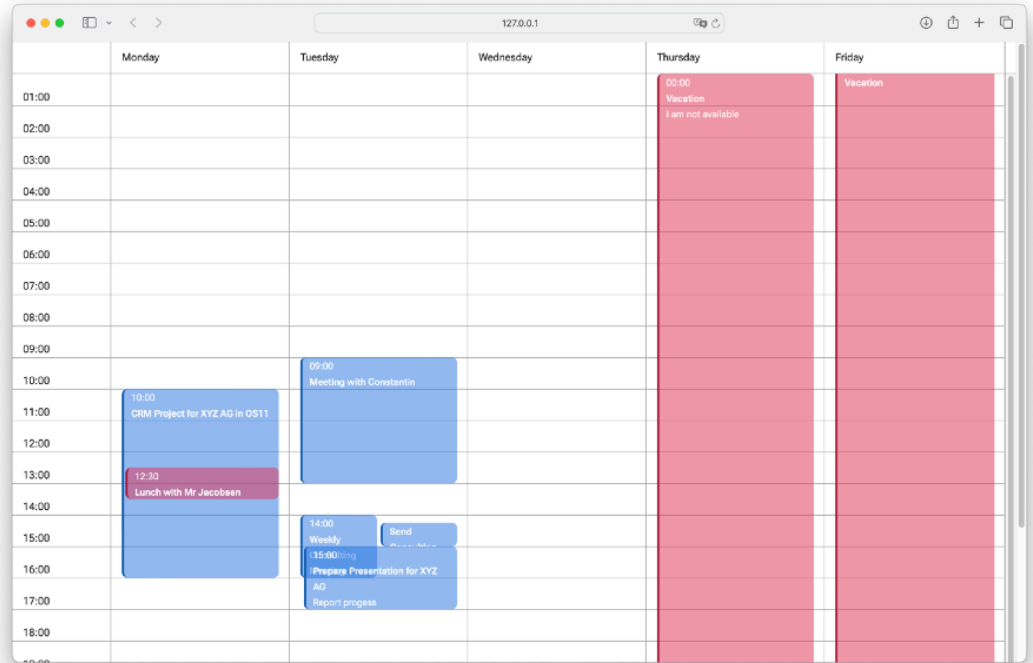 127.0.0.1
Monday
Tuesday
Wednesday
Thursday
Friday
01:00
02:00
03:00
04:00
05:00
06:00
07:00
08:00
09:00
10:00
11:00
12:00
13:00
14:00
15:00
16:00
17:00
18:00
10:00
CRM Project for XYZ AG in OS11
12:30
Lunch with Mr Jacobsen
09:00
Meeting with Constantin
14:00
Weekly
Send
15:00
Prepare Presentation for XYZ
AG
Report progess
00:00
Vacation
I am not available
Vacation